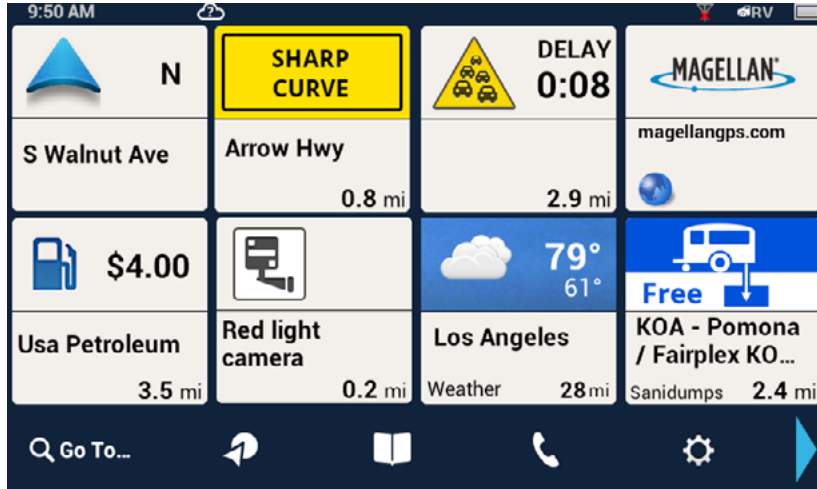 9:50 AM
RV
N
S Walnut Ave
SHARP
CURVE
Arrow Hwy
0.8 mi
DELAY
0:08
2.9 mi
MAGELLAN
magellangps.com
$4.00
Usa Petroleum
3.5 mi
Red light
camera
0.2 mi
79°
61°
Los Angeles
Weather 28mi
Free
KOA - Pomona
/ Fairplex KO...
Sanidumps 2.4 mi
Go To...